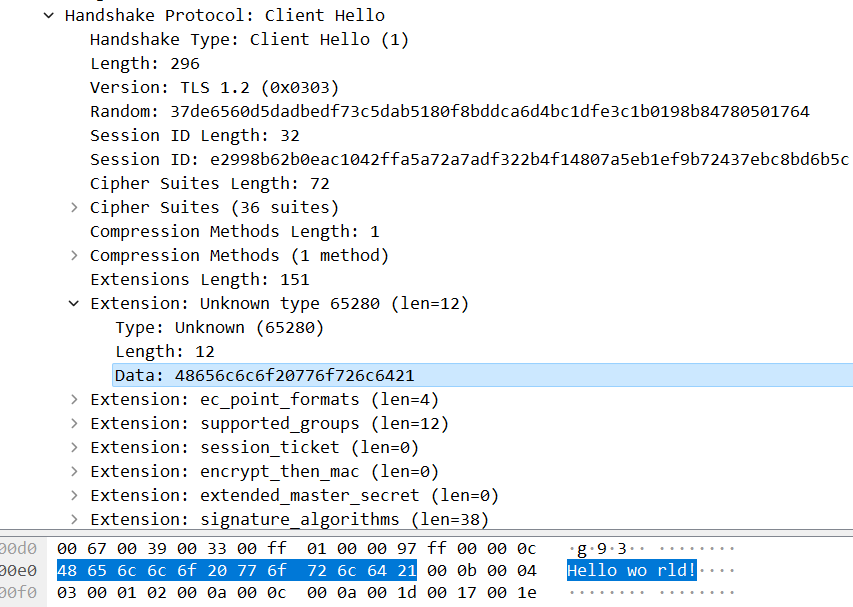 Handshake Protocol: Client Hello
Handshake Type: Client Hello (1)
Length: 296
Version: TLS 1.2 (0x0303)
Random: 37de6560d5dadbedf73c5dab5180f8bddca6d4bc1dfe3c1b0198b84780501764
Session ID Length: 32
Session ID: e2998b62b0eac1042ffa5a72a7adf322b4f14807a5eb1ef9b72437ebc8bd6b5c
Cipher Suites Length: 72
Cipher Suites (36 suites)
Compression Methods Length: 1
Compression Methods (1 method)
Extensions Length: 151
Extension: Unknown type 65280 (len=12)
Type: Unknown (65280)
Length: 12
Data: 48656c6c6f20776f726c6421
Extension: ec_point_formats (len=4)
Extension: supported_groups (len=12)
Extension: session_ticket (len=0)
Extension: encrypt_then_mac (len=0)
Extension: extended_master_secret (len=0)
Extension: signature_algorithms (len=38)
00d0 00 67 00 39 00 33 00 ff 01 00 00 97 ff 00 00 0c ·g·9·3·· ········
00e0 48 65 6c 6c 6f 20 77 6f 72 6c 64 21 00 0b 00 04 Hello wo rld!····
00f0 03 00 01 02 00 0a 00 0c 00 0a 00 1d 00 17 00 1e ········ ········